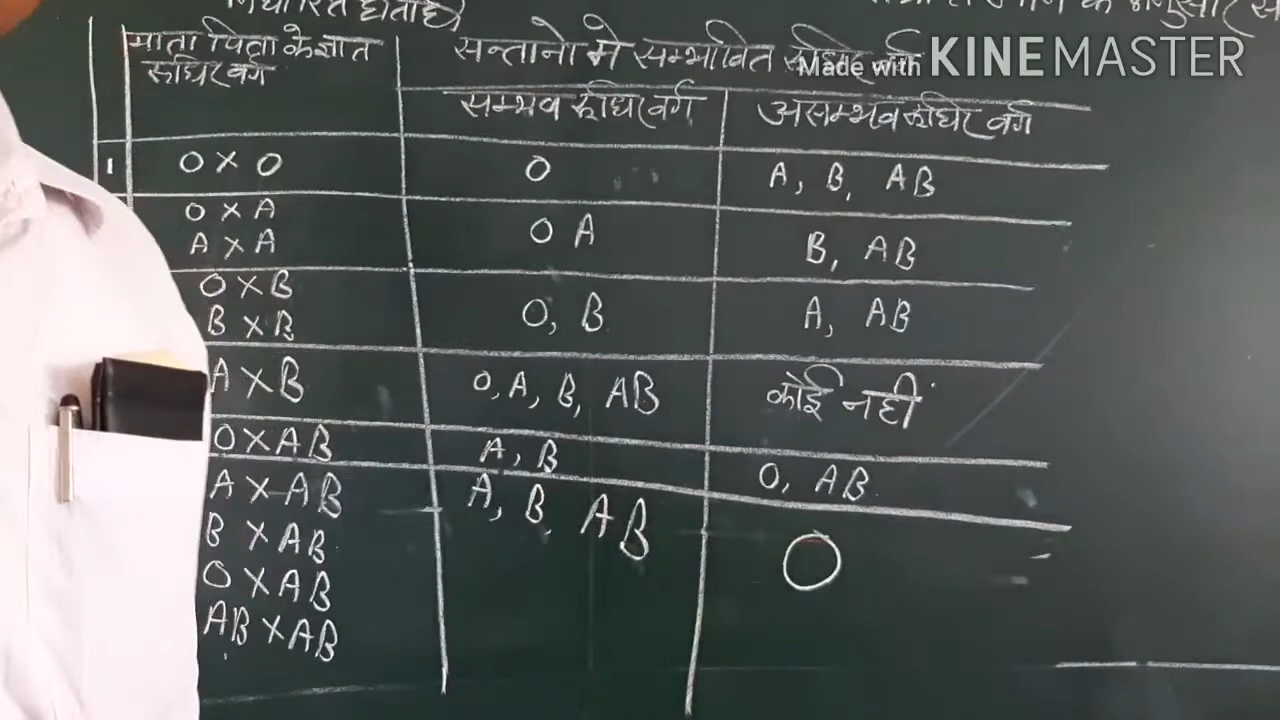 निर्धारित होता है।
के अनुसार
माता पिता के ज्ञात
रूधिर वर्ग
सन्तानो मे सम्भावित
Made with KINEMASTER
सम्भव रूधिर वर्ग
असम्भव रूधिर वर्ग
1 O X O O A, B, AB
O X A
A X A
O A B, AB
O X B
B X B
O, B A, AB
A X B O, A, B, AB कोई नहीं
O X AB A, B O, AB
A X AB A, B, AB
B X AB O
O X AB
AB X AB